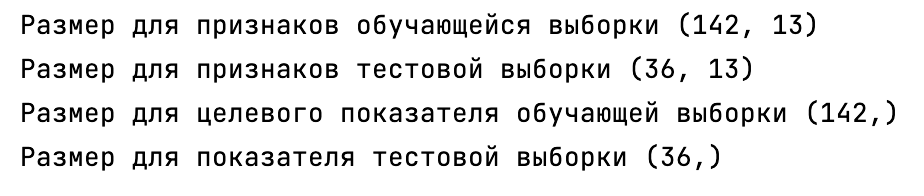 Размер для признаков обучающейся выборки (142, 13)
Размер для признаков тестовой выборки (36, 13)
Размер для целевого показателя обучающей выборки (142,)
Размер для показателя тестовой выборки (36,)